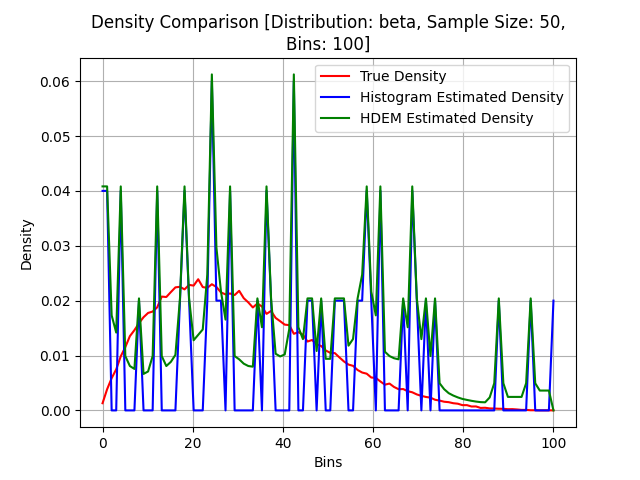 Density Comparison [Distribution: beta, Sample Size: 50,
Bins: 100]
True Density
Histogram Estimated Density
HDEM Estimated Density
Density
0.06
0.05
0.04
0.03
0.02
0.01
0.00
0
20
40
60
80
100
Bins